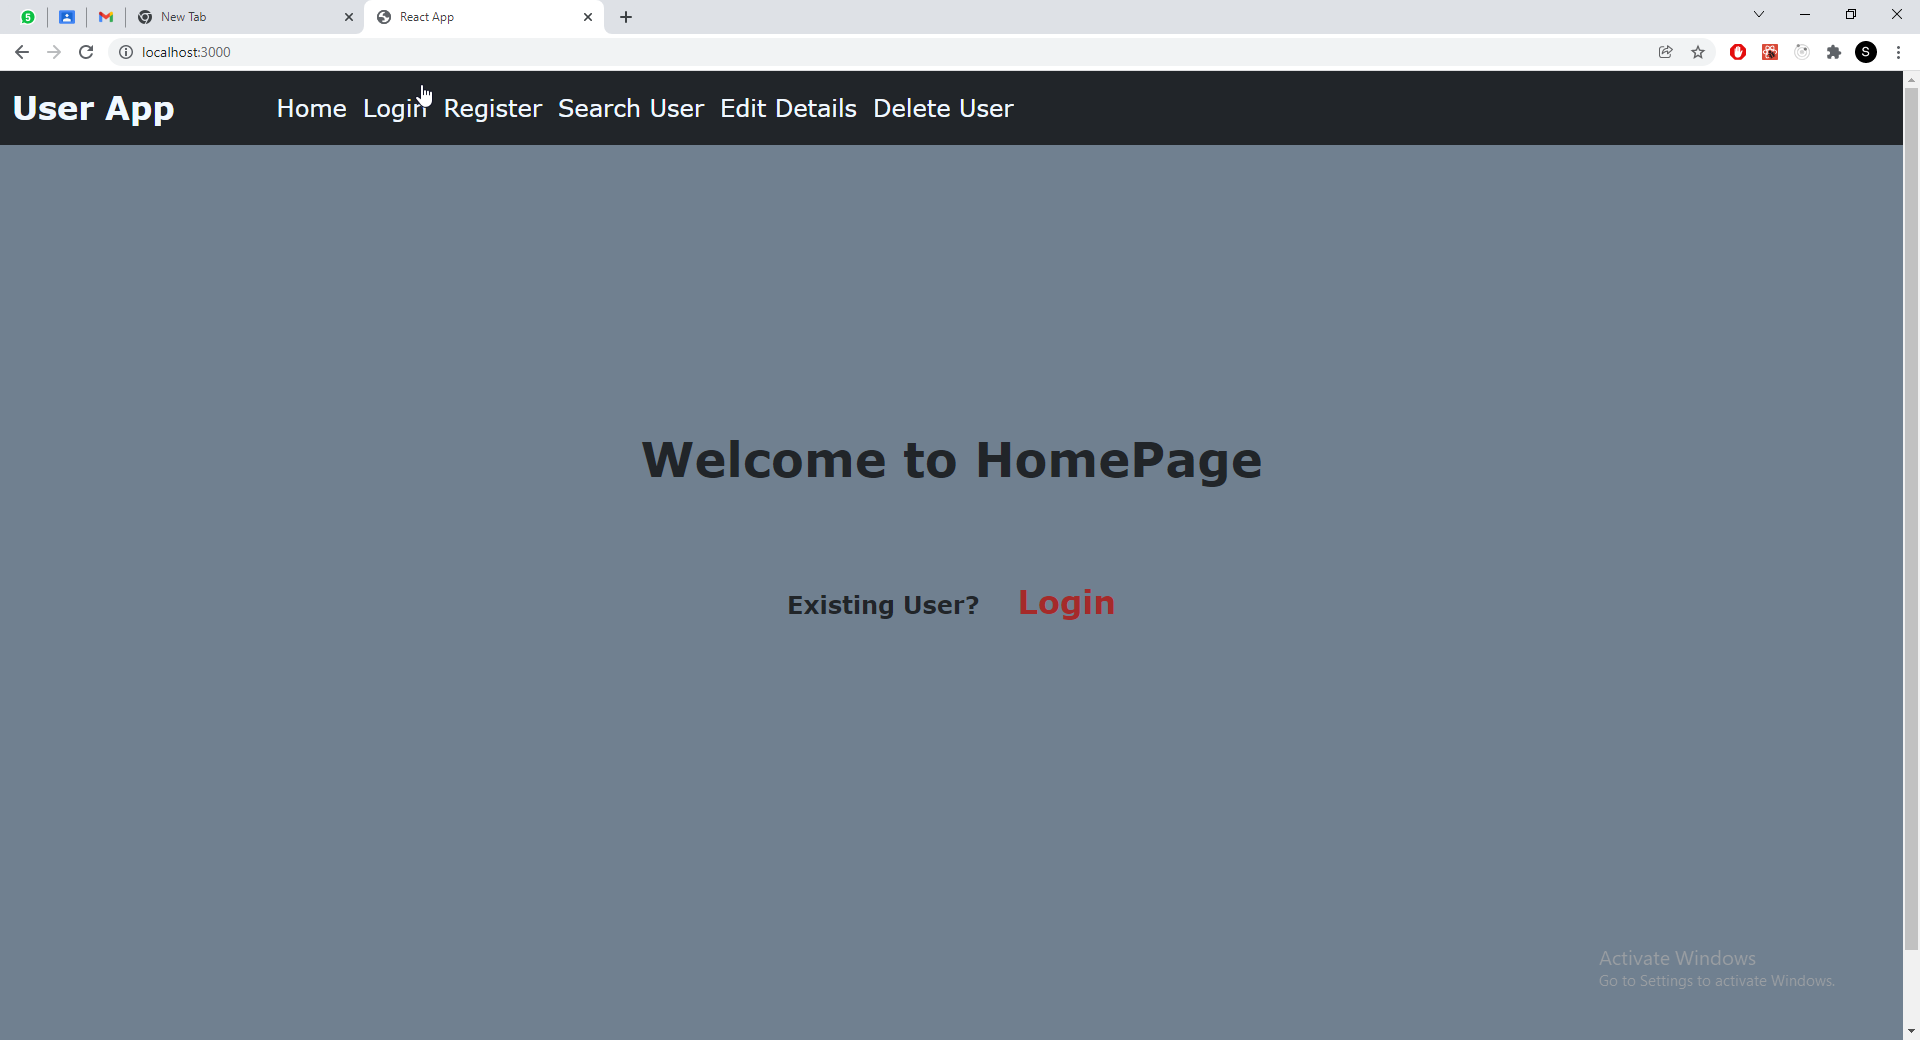 5
New Tab
React App
localhost:3000
S
User App
Home Login Register Search User Edit Details Delete User
Welcome to HomePage
Existing User? Login
Activate Windows
Go to Settings to activate Windows.